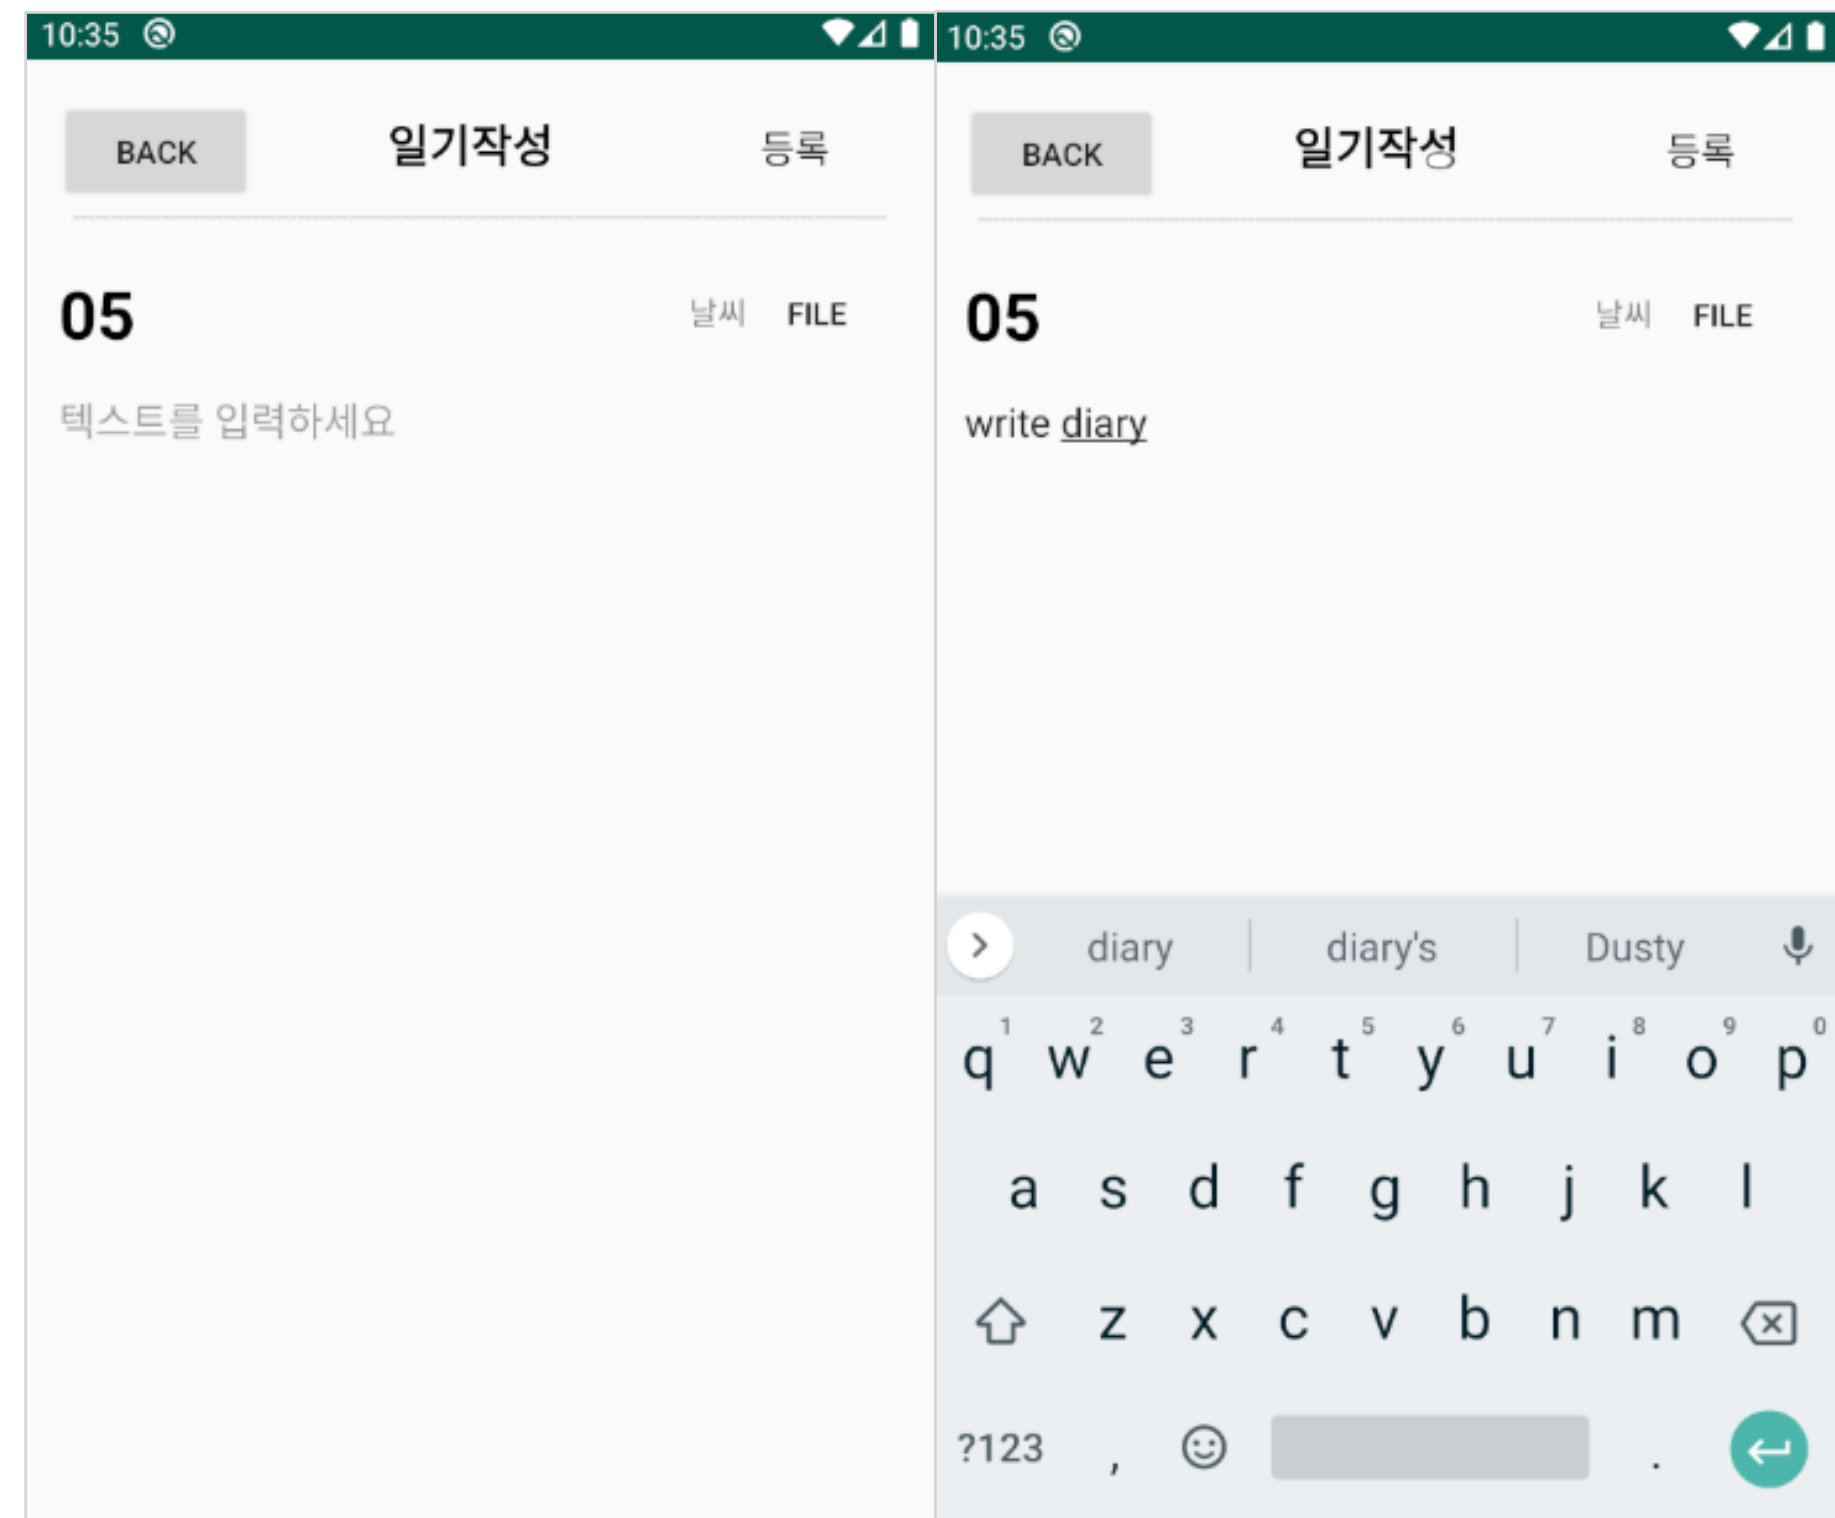 10:35
BACK 일기작성 등록
05 날씨 FILE
텍스트를 입력하세요
10:35
BACK 일기작성 등록
05 날씨 FILE
write diary
diary diary's Dusty
1 2 3 4 5 6 7 8 9 0
q w e r t y u i o p
a s d f g h j k l
z x c v b n m
?123 , .